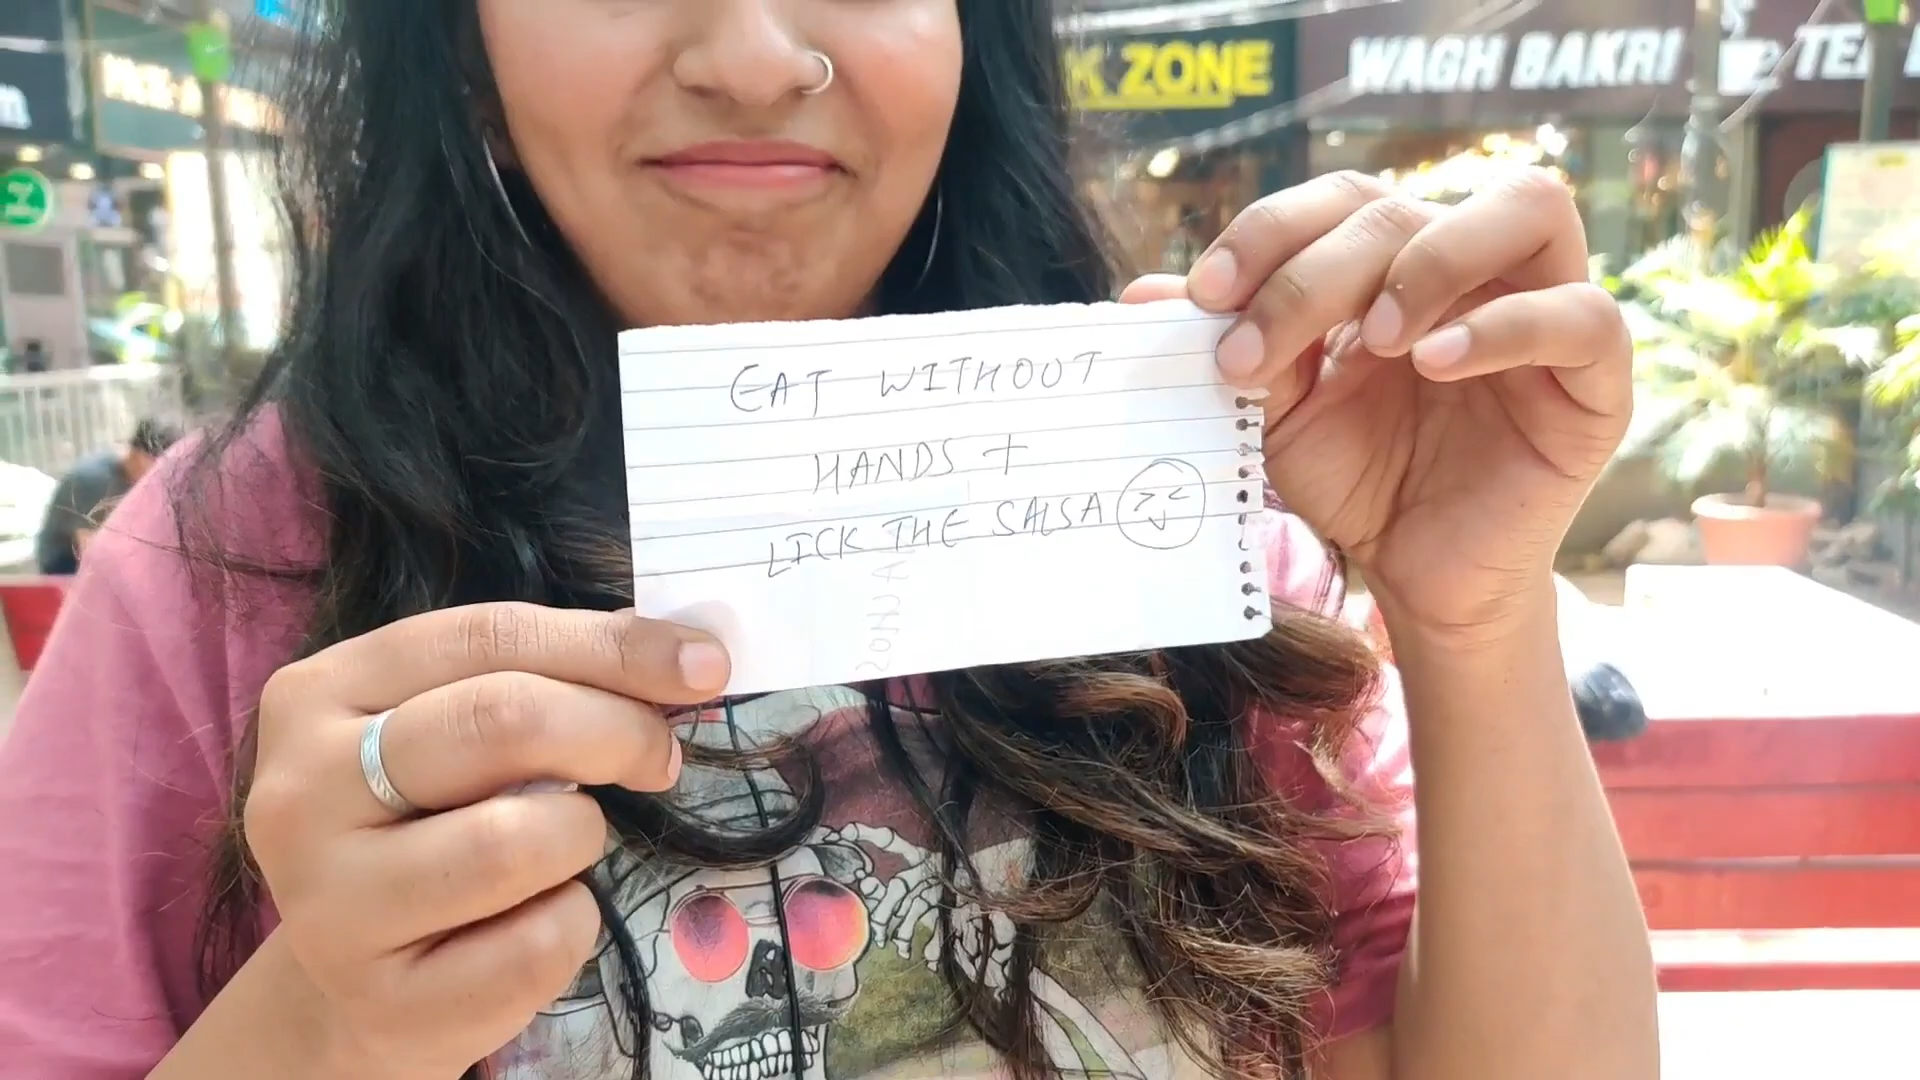 K ZONE
WAGH BAKRI
EAT WITHOUT
HANDS +
LICK THE SALSA